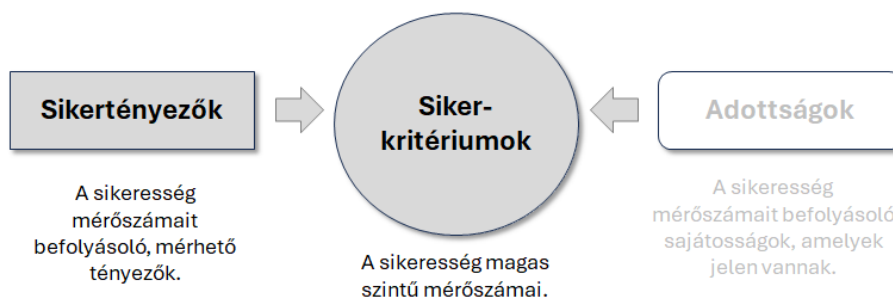 Sikertényezők
A sikeresség
mérőszámait
befolyásoló, mérhető
tényezők.
Siker-
kritériumok
A sikeresség magas
szintű mérőszámai.
Adottságok
A sikeresség
mérőszámait befolyásoló
sajátosságok, amelyek
jelen vannak.